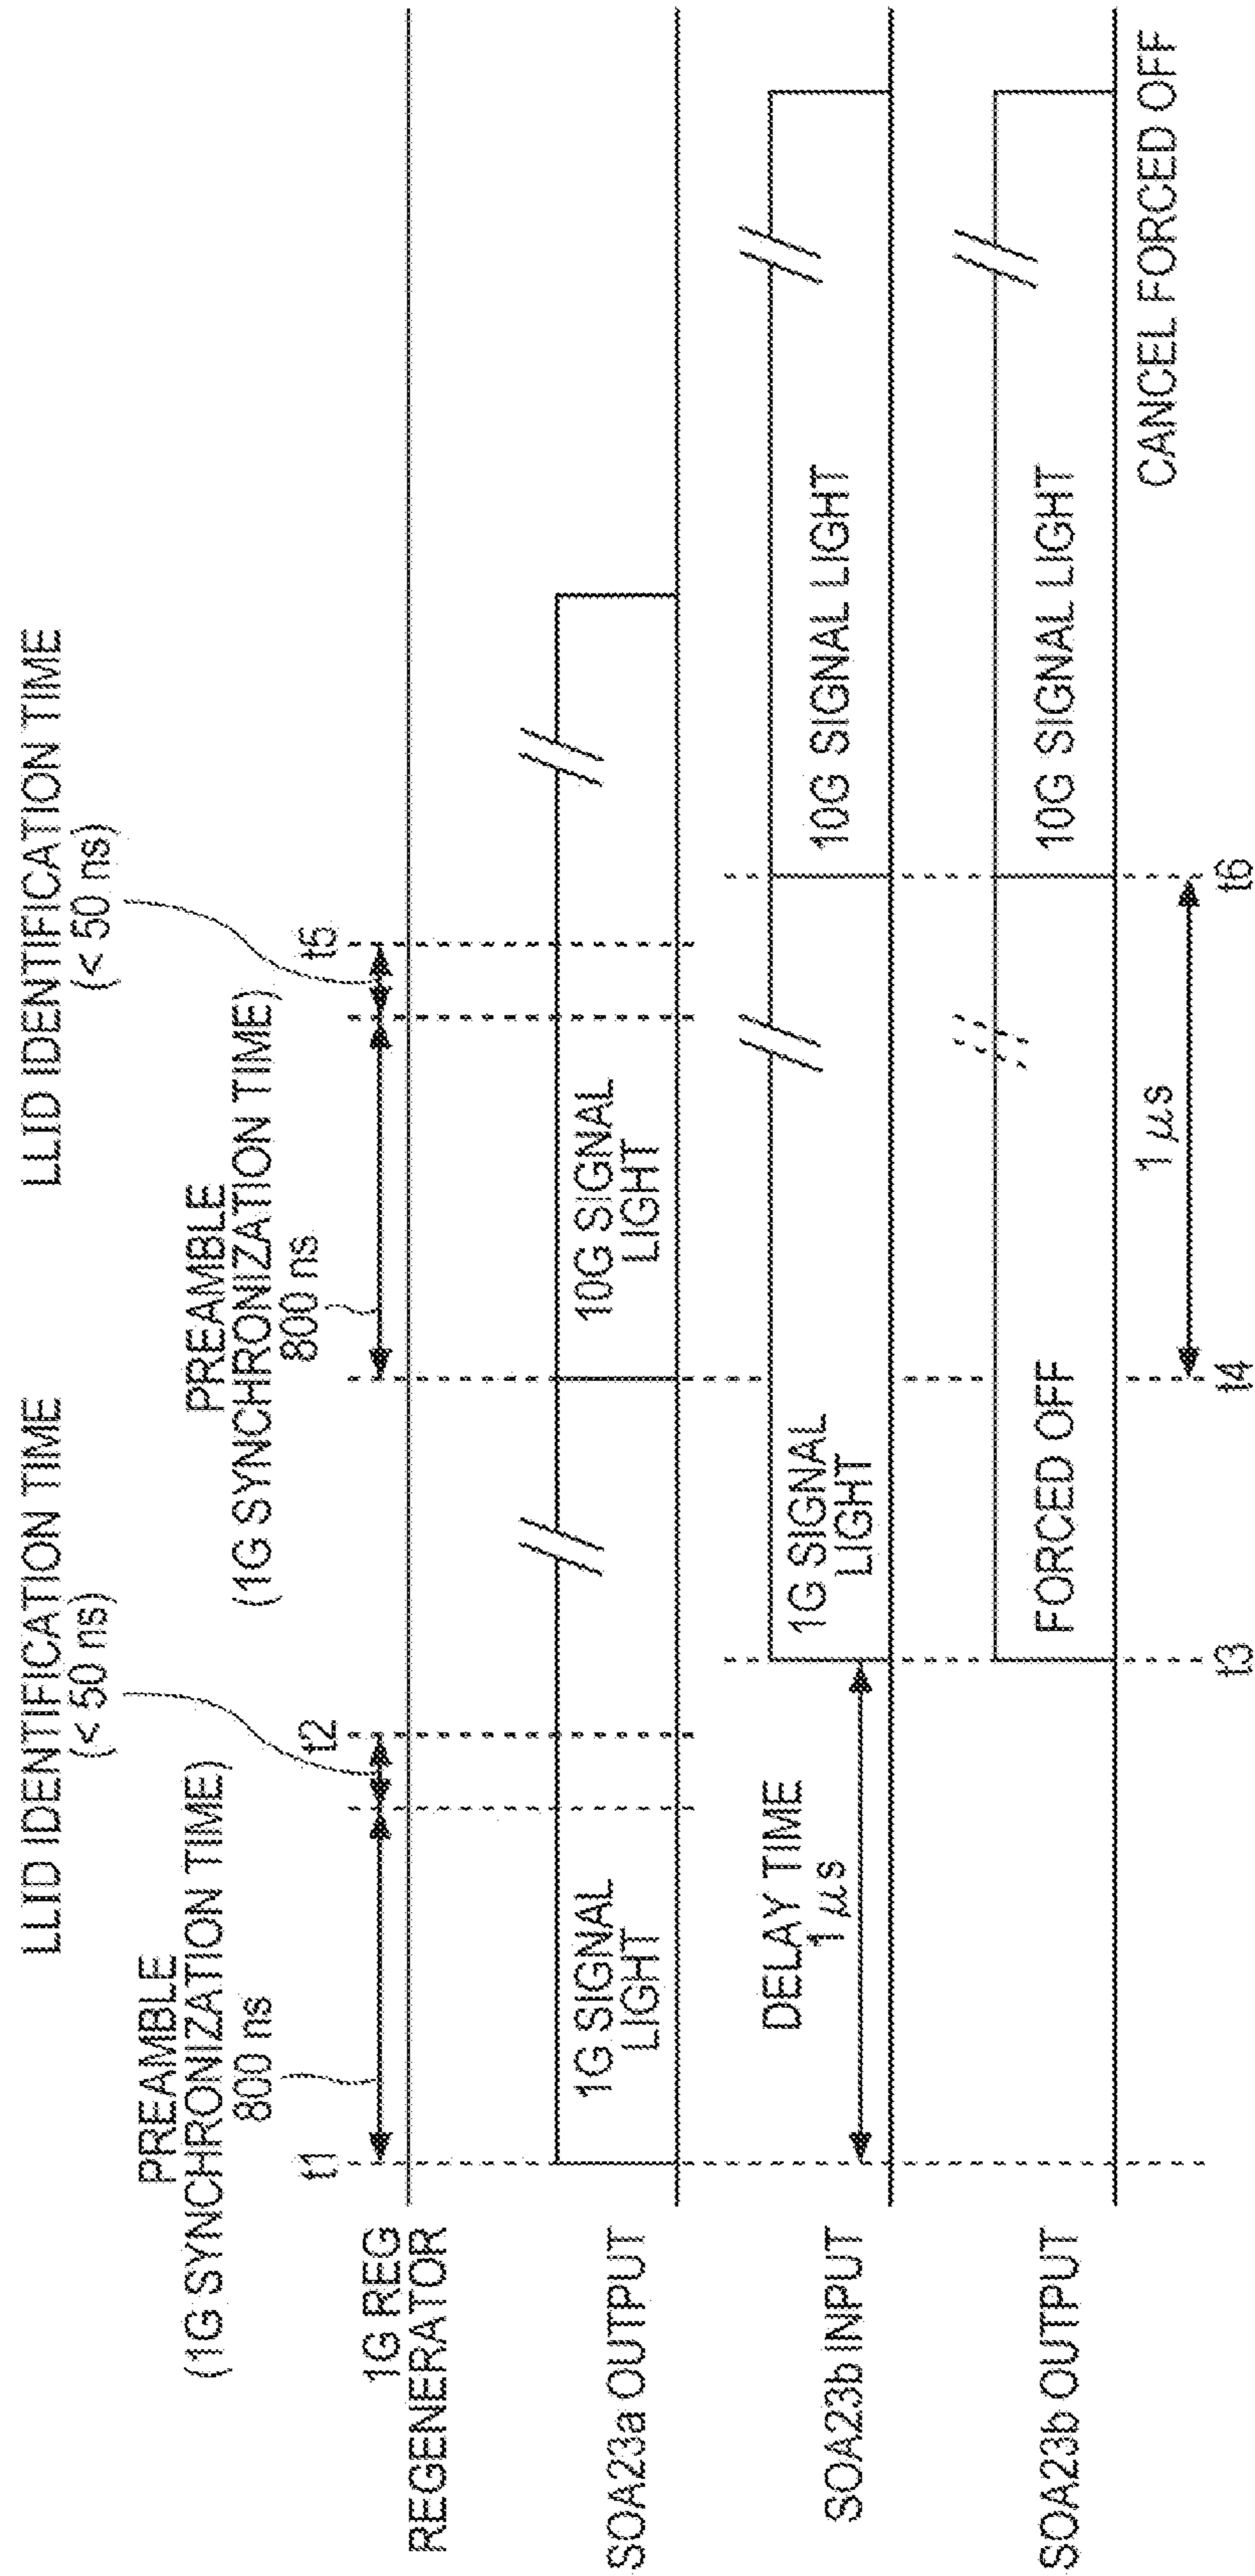 LLID IDENTIFICATION TIME
(< 50 ns)
LLID IDENTIFICATION TIME
(< 50 ns)
PREAMBLE
(1G SYNCHRONIZATION TIME)
800 ns
PREAMBLE
(1G SYNCHRONIZATION TIME)
800 ns
t1
t2
t5
1G REG
REGENERATOR
SOA23a OUTPUT
1G SIGNAL
LIGHT
10G SIGNAL
LIGHT
SOA23b INPUT
DELAY TIME
1 μs
1G SIGNAL
LIGHT
10G SIGNAL LIGHT
SOA23b OUTPUT
FORCED OFF
10G SIGNAL LIGHT
CANCEL FORCED OFF
1 μs
t3
t4
t6